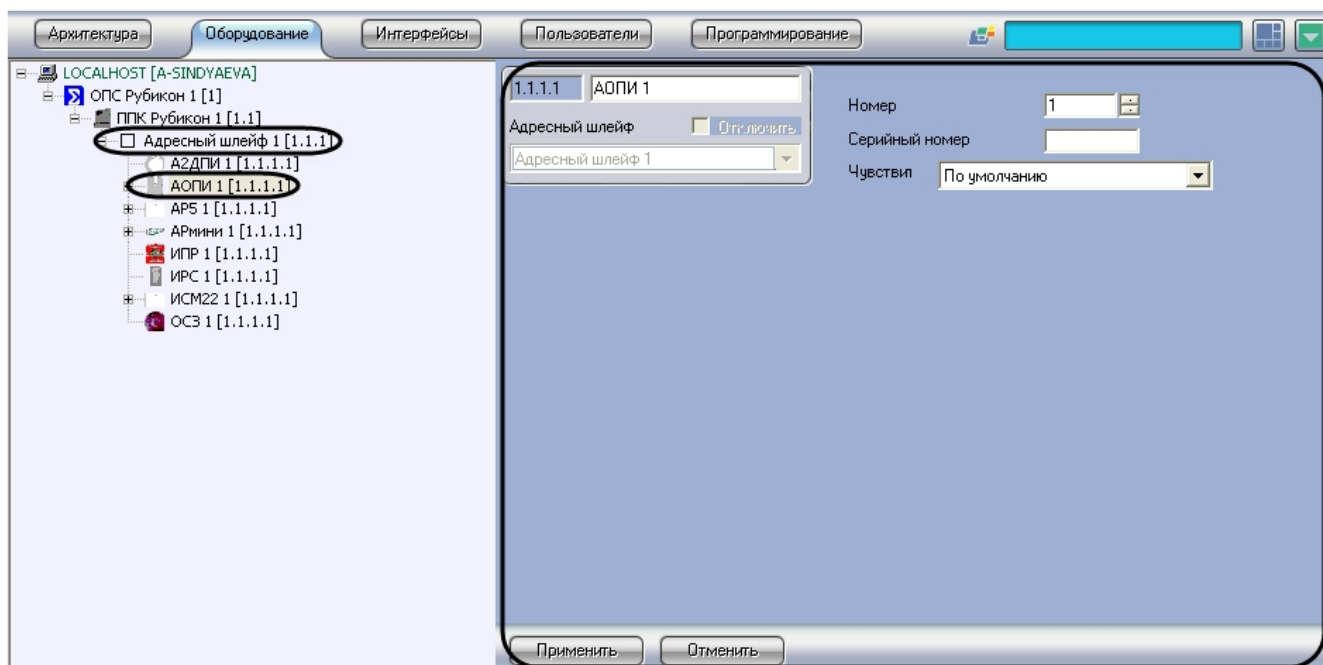 Архитектура Оборудование Интерфейсы Пользователи Программирование
LOCALHOST [A-SINDYAEVA]
ОПС Рубикон 1 [1]
ППК Рубикон 1 [1.1]
Адресный шлейф 1 [1.1.1]
А2ДПИ 1 [1.1.1.1]
АОПИ 1 [1.1.1.1]
АР5 1 [1.1.1.1]
АРмини 1 [1.1.1.1]
ИПР 1 [1.1.1.1]
ИРС 1 [1.1.1.1]
ИСМ22 1 [1.1.1.1]
ОСЗ 1 [1.1.1.1]
1.1.1.1 АОПИ 1
Адресный шлейф Отключить
Адресный шлейф 1
Номер 1
Серийный номер
Чувствил По умолчанию
Применить Отменить